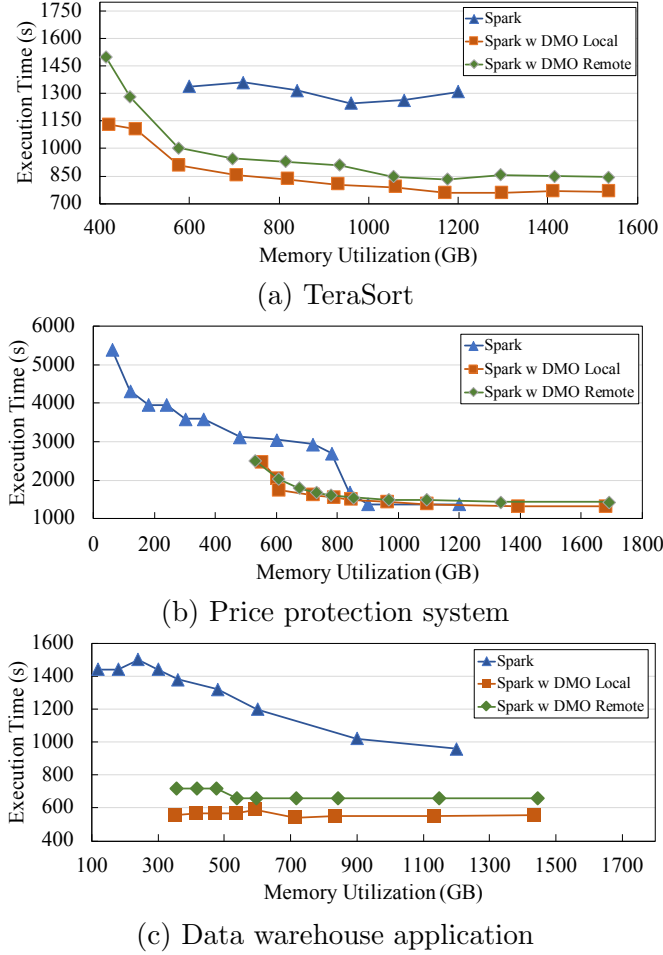 1750
1600
1450
1300
1150
1000
850
700
Execution Time (s)
Spark
Spark w DMO Local
Spark w DMO Remote
400 600 800 1000 1200 1400 1600
Memory Utilization (GB)
(a) TeraSort
6000
5000
4000
3000
2000
1000
Execution Time (s)
Spark
Spark w DMO Local
Spark w DMO Remote
0 200 400 600 800 1000 1200 1400 1600 1800
Memory Utilization (GB)
(b) Price protection system
1600
1400
1200
1000
800
600
400
Execution Time (s)
Spark
Spark w DMO Local
Spark w DMO Remote
100 300 500 700 900 1100 1300 1500 1700
Memory Utilization (GB)
(c) Data warehouse application